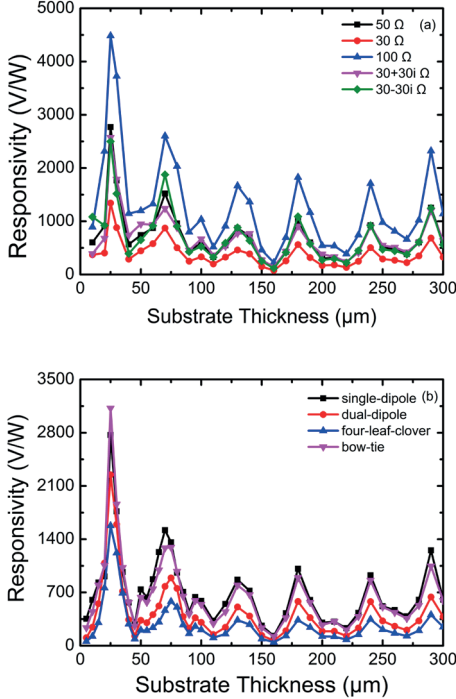 5000
4000
3000
2000
1000
0
0
50
100
150
200
250
300
Responsivity (V/W)
Substrate Thickness (μm)
50 Ω
30 Ω
100 Ω
30+30i Ω
30-30i Ω
(a)
3500
2800
2100
1400
700
0
0
50
100
150
200
250
300
Responsivity (V/W)
Substrate Thickness (μm)
single-dipole
dual-dipole
four-leaf-clover
bow-tie
(b)